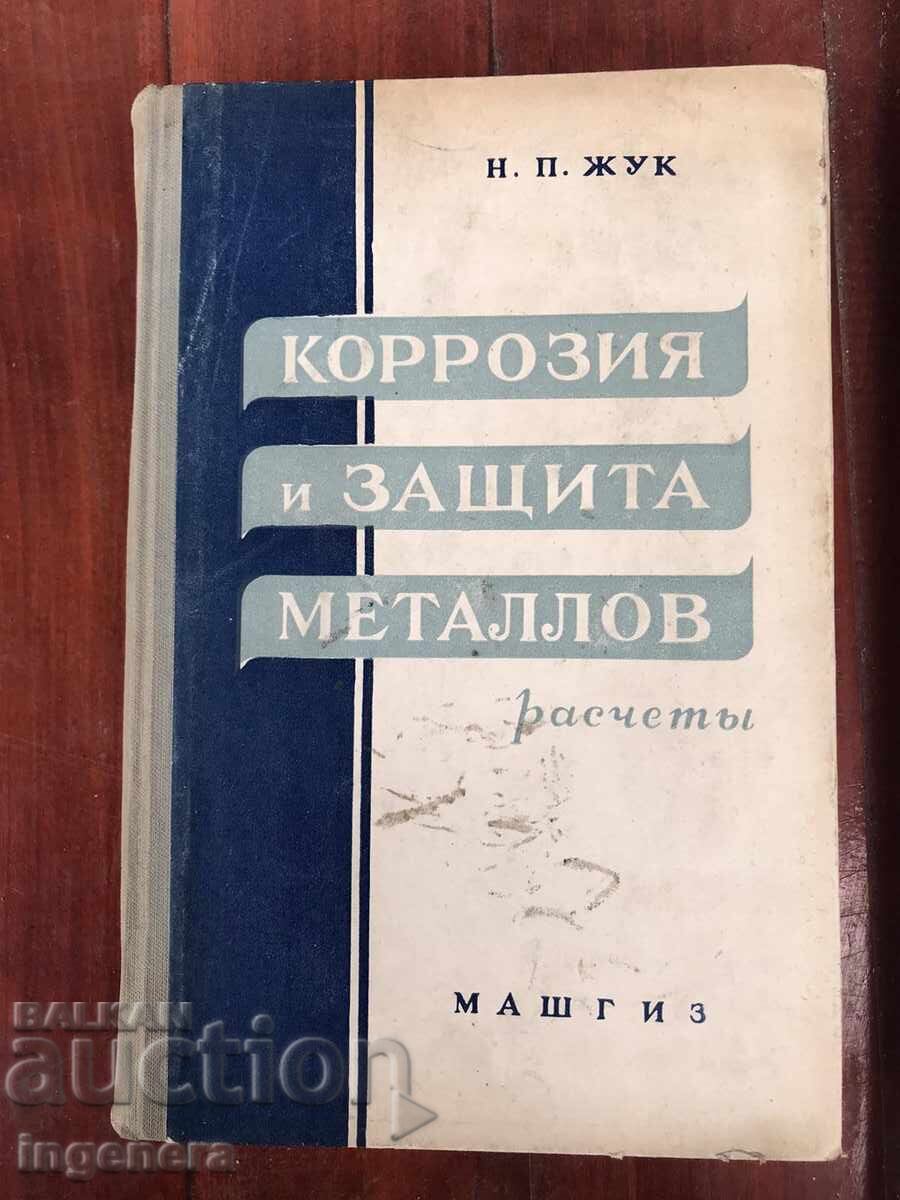 Н. П. ЖУК
КОРРОЗИЯ
и ЗАЩИТА
МЕТАЛЛОВ
расчеты
МАШГИЗ
BALKAN
auction
ingenera